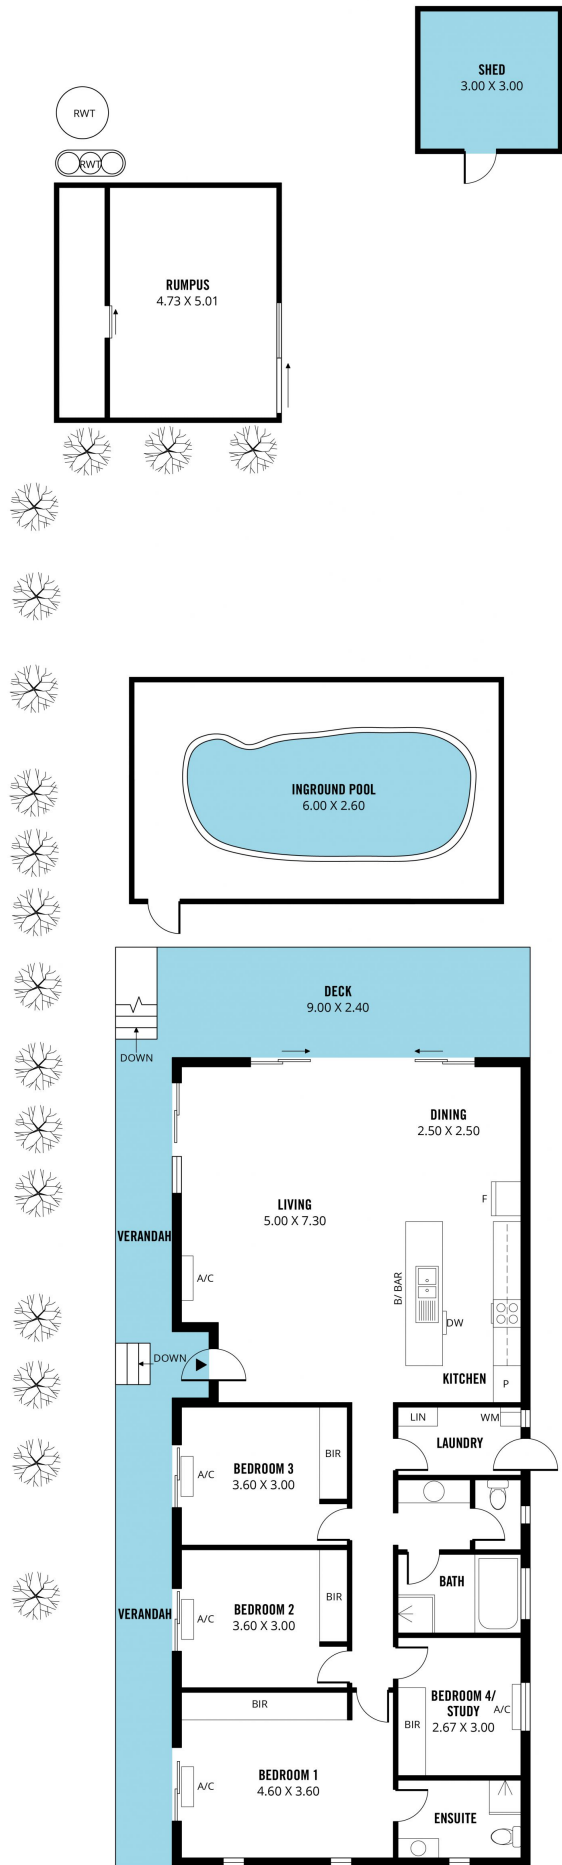 SHED
3.00 X 3.00
RWT
RWT
RUMPUS
4.73 X 5.01
INGROUND POOL
6.00 X 2.60
DECK
9.00 X 2.40
DOWN
DINING
2.50 X 2.50
F
LIVING
5.00 X 7.30
VERANDAH
A/C
B/ BAR
DW
DOWN
KITCHEN
P
LIN
WM
LAUNDRY
BIR
BEDROOM 3
3.60 X 3.00
A/C
BATH
BIR
BEDROOM 2
3.60 X 3.00
A/C
VERANDAH
BEDROOM 4/
STUDY
2.67 X 3.00
A/C
BIR
BIR
BEDROOM 1
4.60 X 3.60
A/C
ENSUITE